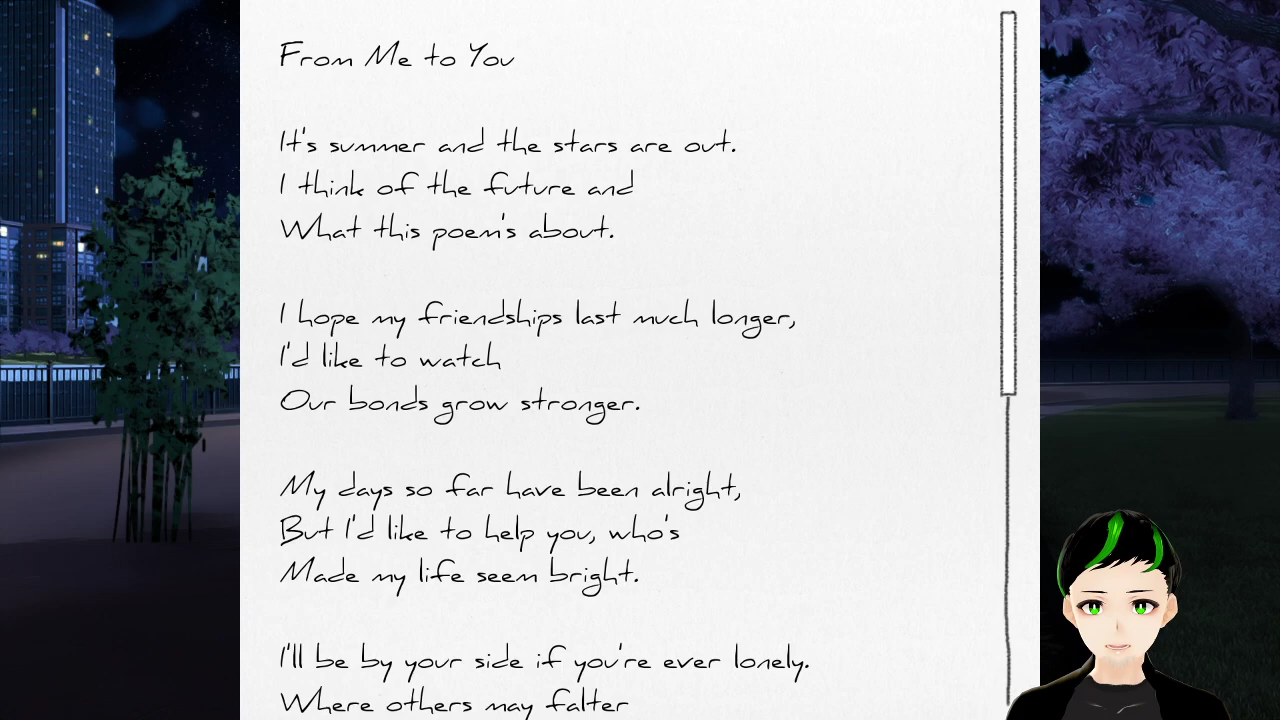 From Me to You
It's summer and the stars are out.
I think of the future and
What this poem's about.
I hope my friendships last much longer,
I'd like to watch
Our bonds grow stronger.
My days so far have been alright,
But I'd like to help you, who's
Made my life seem bright.
I'll be by your side if you're ever lonely.
Where others may falter